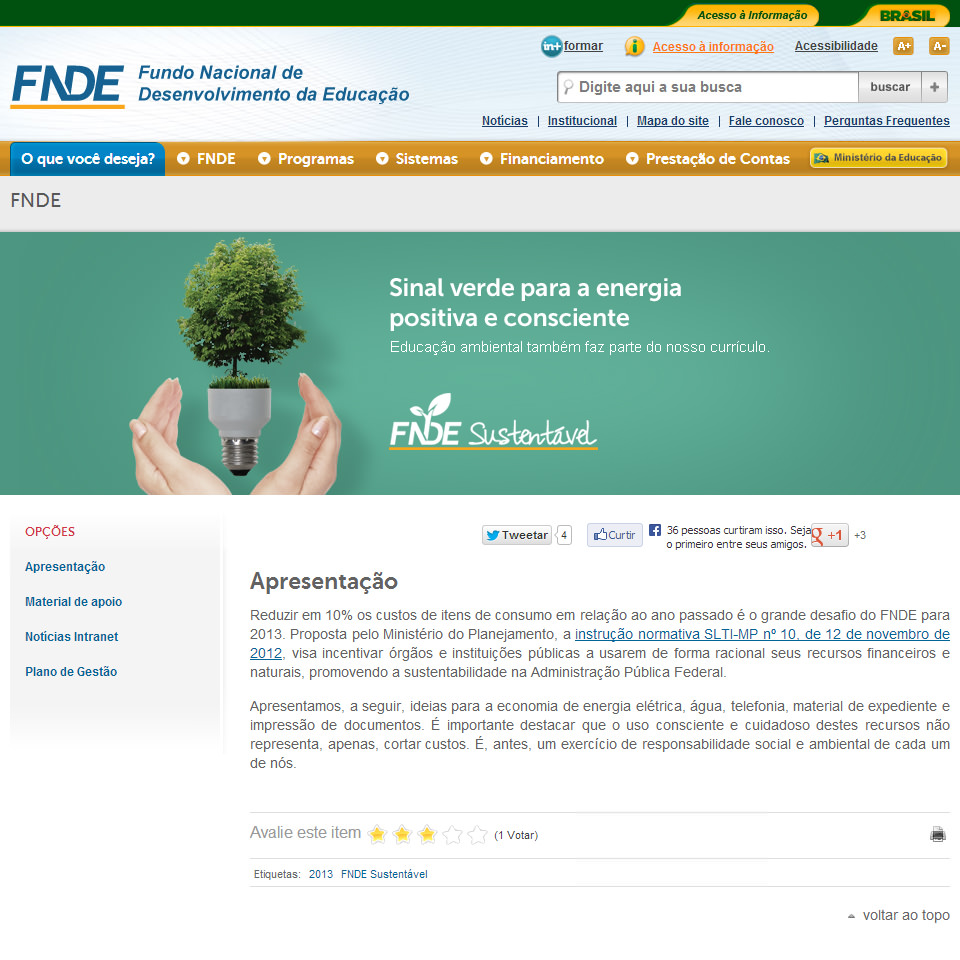 Acesso à Informação BRASIL
in+ formar i Acesso à informação Acessibilidade A+ A-
FNDE Fundo Nacional de
Desenvolvimento da Educação
Digite aqui a sua busca buscar +
Notícias | Institucional | Mapa do site | Fale conosco | Perguntas Frequentes
O que você deseja? FNDE Programas Sistemas Financiamento Prestação de Contas Ministério da Educação
FNDE
Sinal verde para a energia
positiva e consciente
Educação ambiental também faz parte do nosso currículo.
FNDE Sustentável
OPÇÕES
Apresentação
Material de apoio
Notícias Intranet
Plano de Gestão
Tweetar 4 Curtir 36 pessoas curtiram isso. Seja
o primeiro entre seus amigos. g +1 +3
Apresentação
Reduzir em 10% os custos de itens de consumo em relação ao ano passado é o grande desafio do FNDE para
2013. Proposta pelo Ministério do Planejamento, a instrução normativa SLTI-MP nº 10, de 12 de novembro de
2012, visa incentivar órgãos e instituições públicas a usarem de forma racional seus recursos financeiros e
naturais, promovendo a sustentabilidade na Administração Pública Federal.
Apresentamos, a seguir, ideias para a economia de energia elétrica, água, telefonia, material de expediente e
impressão de documentos. É importante destacar que o uso consciente e cuidadoso destes recursos não
representa, apenas, cortar custos. É, antes, um exercício de responsabilidade social e ambiental de cada um
de nós.
Avalie este item (1 Votar)
Etiquetas: 2013 FNDE Sustentável
voltar ao topo